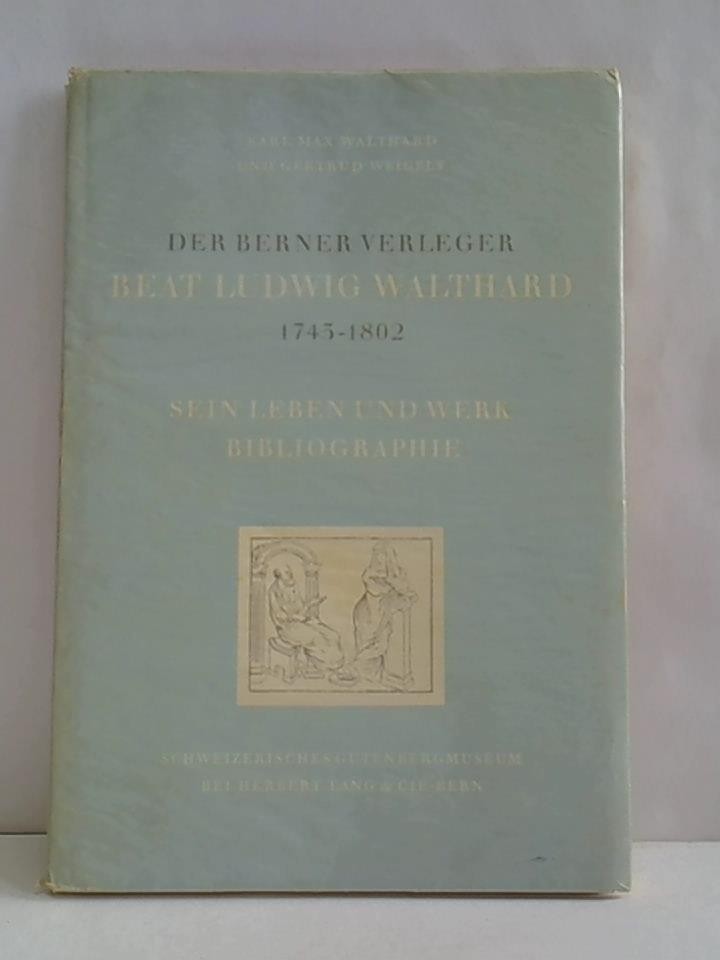 KARL MAX WALTHARD
UND GERTRUD WEIGELT
DER BERNER VERLEGER
BEAT LUDWIG WALTHARD
1743-1802
SEIN LEBEN UND WERK
BIBLIOGRAPHIE
SCHWEIZERISCHES GUTENBERGMUSEUM
BEI HERBERT LANG & CIE · BERN